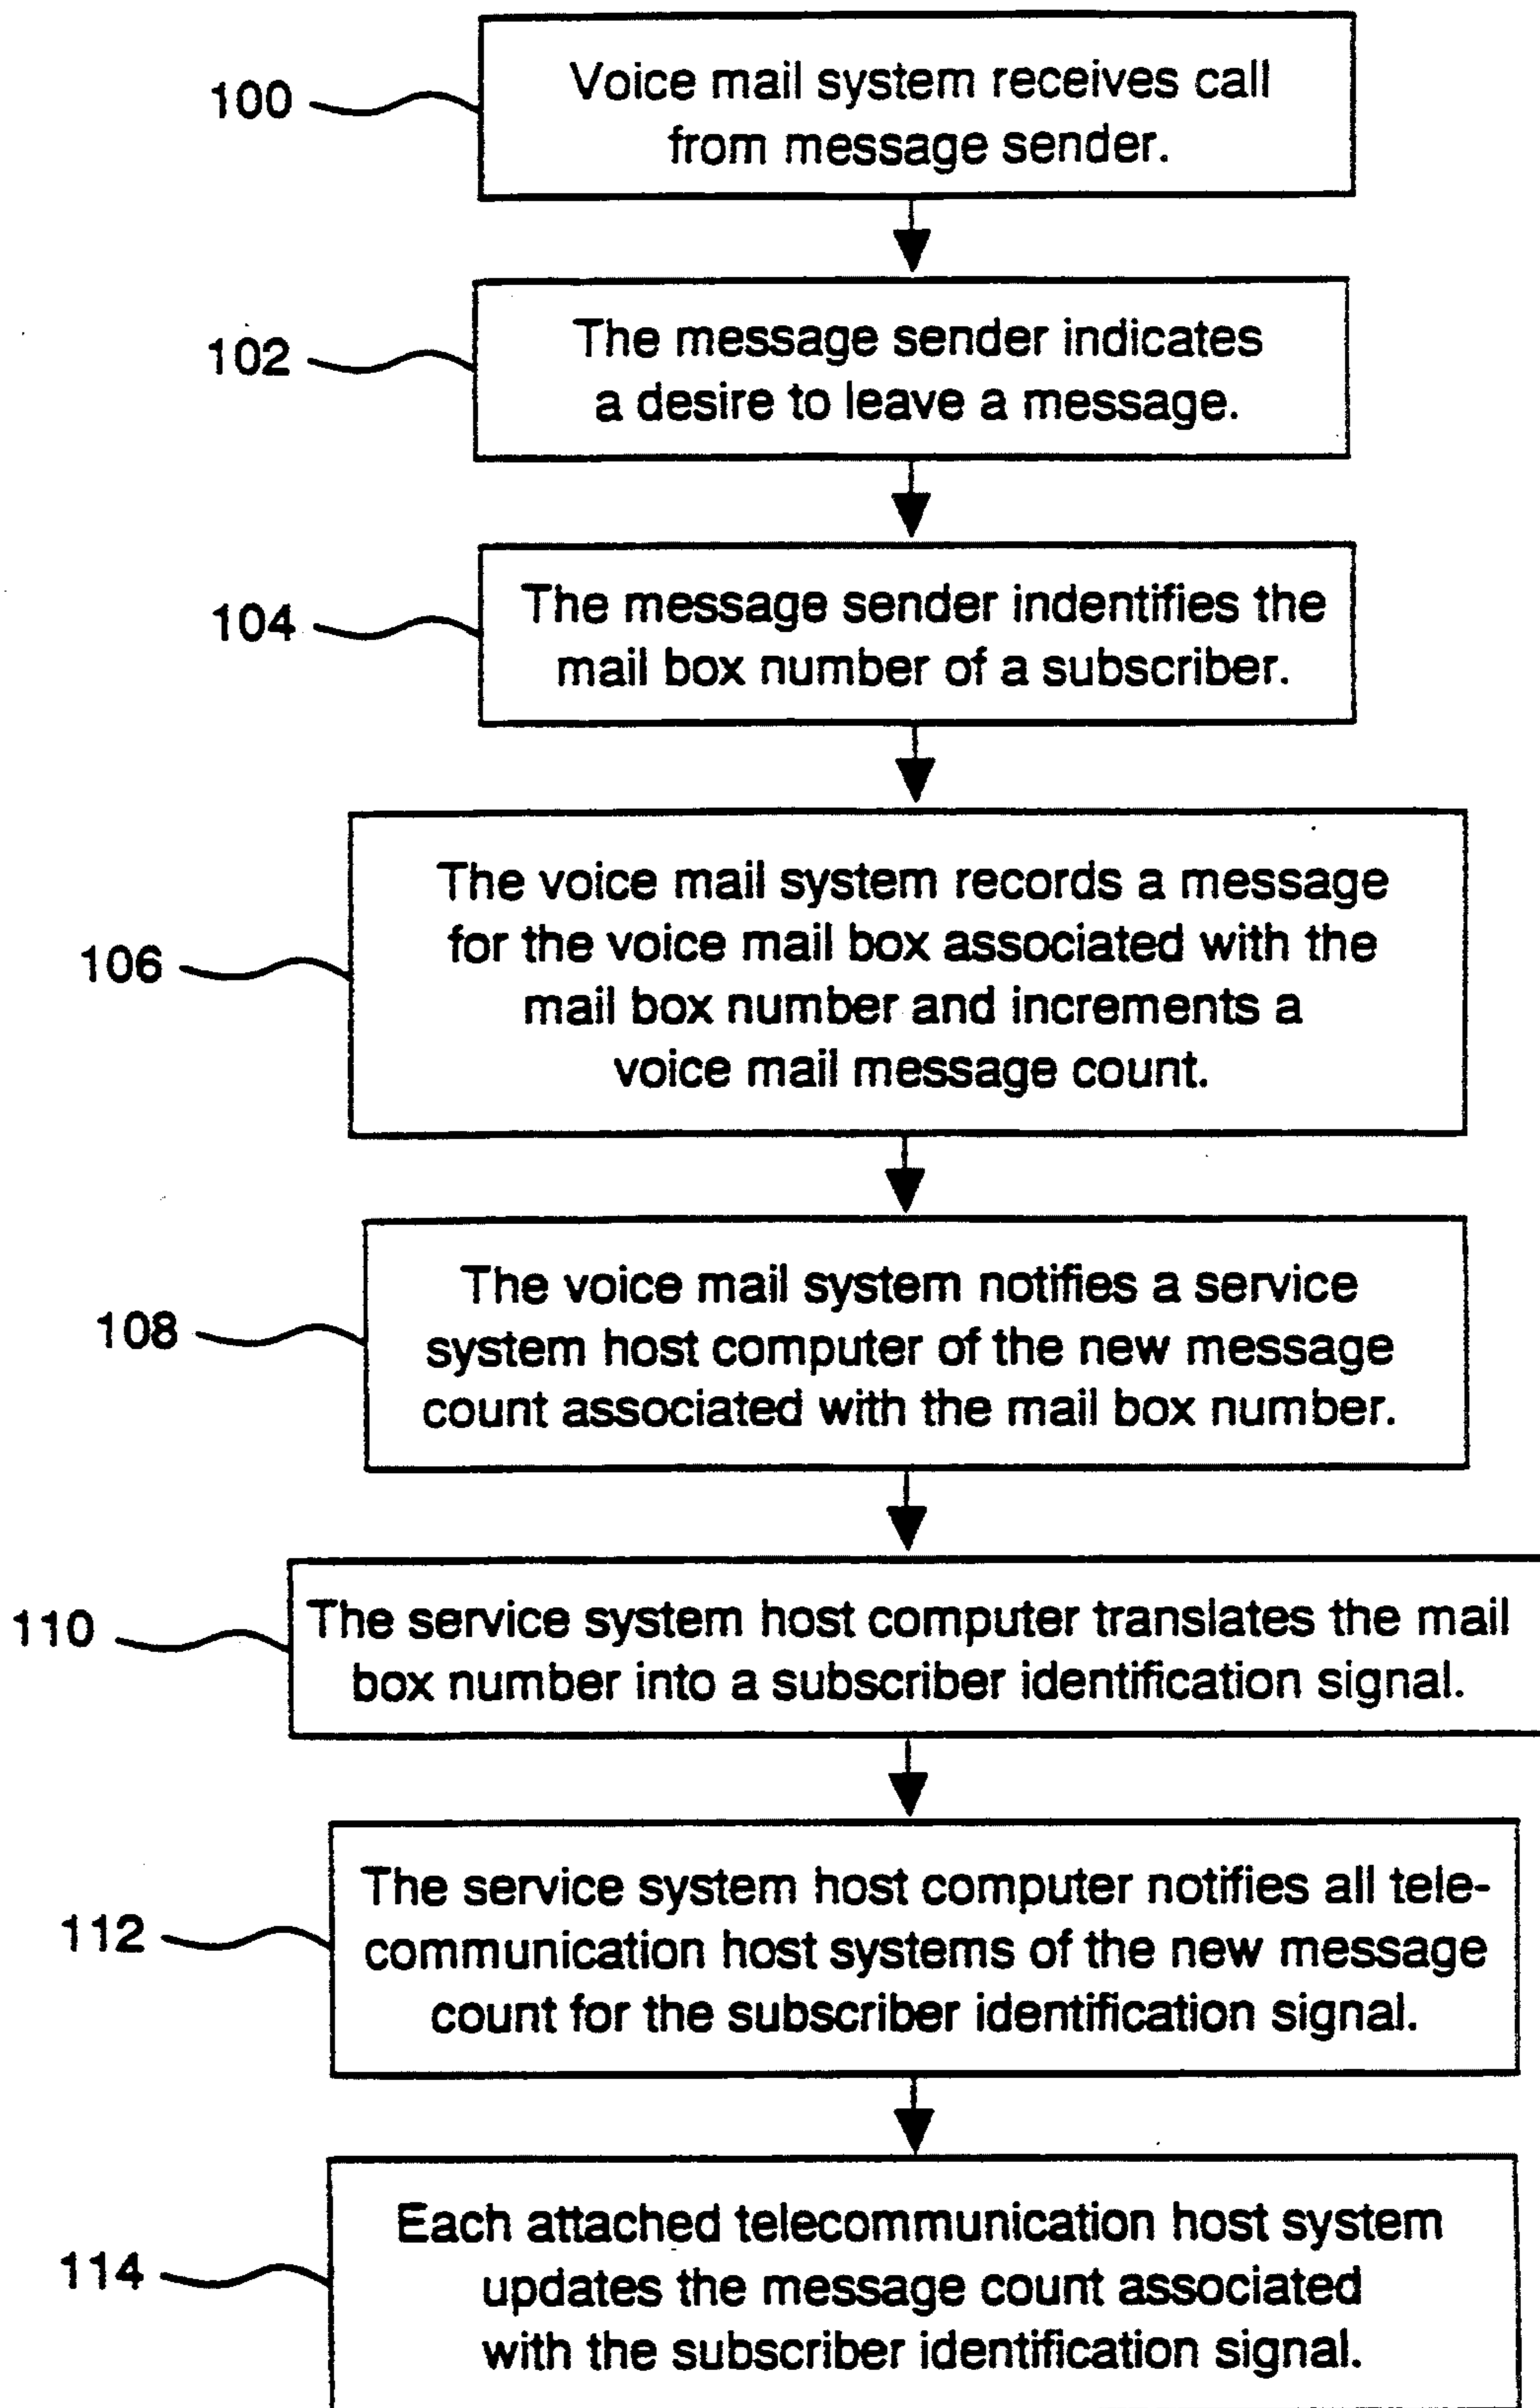 100
Voice mail system receives call
from message sender.
102
The message sender indicates
a desire to leave a message.
104
The message sender indentifies the
mail box number of a subscriber.
106
The voice mail system records a message
for the voice mail box associated with the
mail box number and increments a
voice mail message count.
108
The voice mail system notifies a service
system host computer of the new message
count associated with the mail box number.
110
The service system host computer translates the mail
box number into a subscriber identification signal.
112
The service system host computer notifies all tele-
communication host systems of the new message
count for the subscriber identification signal.
114
Each attached telecommunication host system
updates the message count associated
with the subscriber identification signal.